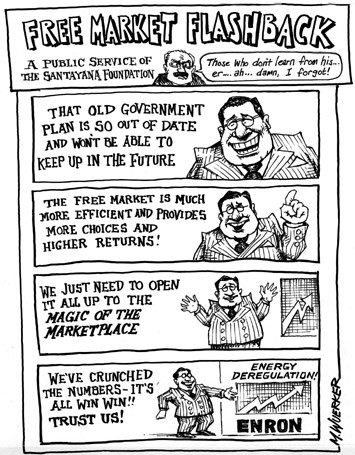 FREE MARKET FLASHBACK
A PUBLIC SERVICE OF
THE SANTAYANA FOUNDATION
Those who don't learn from his...
er.... ah... damn, I forgot!
THAT OLD GOVERNMENT
PLAN IS SO OUT OF DATE
AND WON'T BE ABLE TO
KEEP UP IN THE FUTURE
THE FREE MARKET IS MUCH
MORE EFFICIENT AND PROVIDES
MORE CHOICES AND
HIGHER RETURNS!
WE JUST NEED TO OPEN
IT ALL UP TO THE
MAGIC OF THE
MARKETPLACE
WE'VE CRUNCHED
THE NUMBERS-IT'S
ALL WIN WIN!!
TRUST US!
ENERGY
DEREGULATION!
ENRON
M.WUERKER